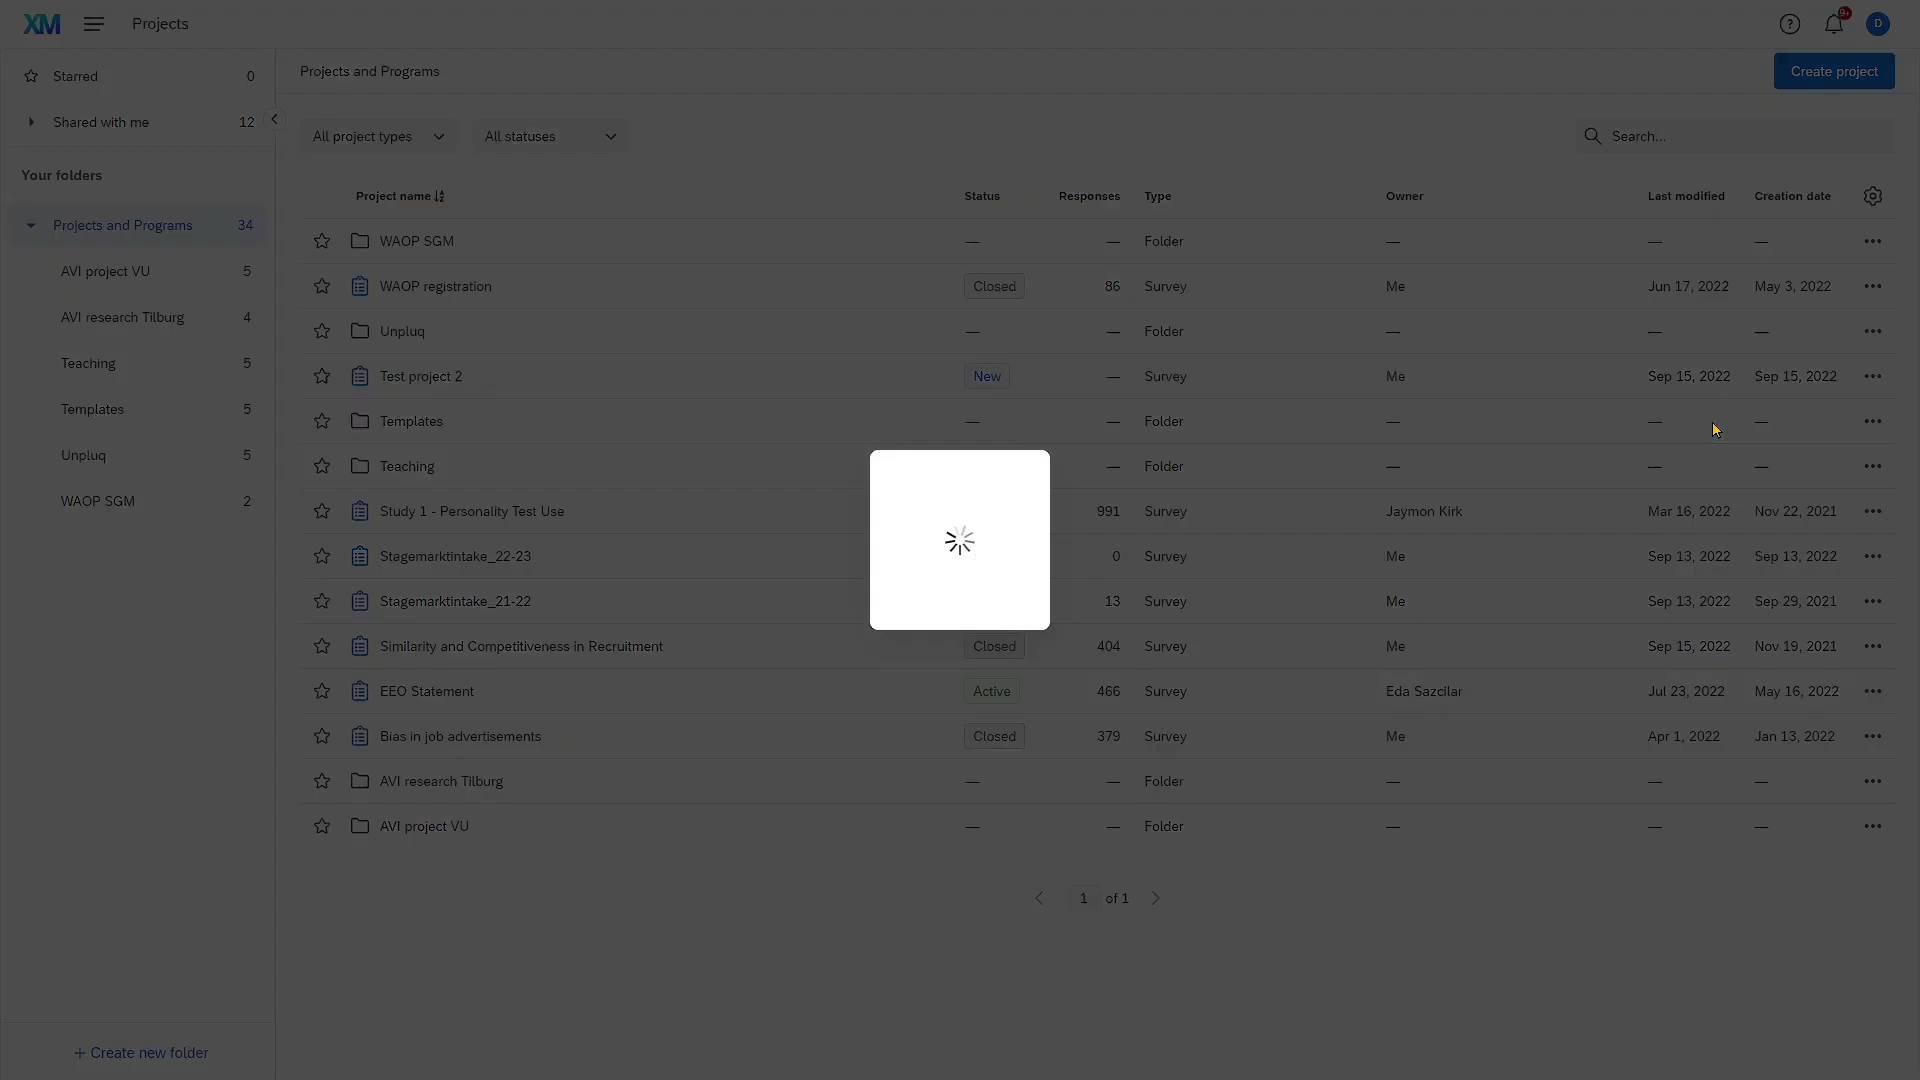 XM Projects 9+ D
Starred 0
Shared with me 12
Your folders
Projects and Programs 34
AVI project VU 5
AVI research Tilburg 4
Teaching 5
Templates 5
Unpluq 5
WAOP SGM 2
+ Create new folder
Projects and Programs Create project
All project types All statuses Search...
Project name Status Responses Type Owner Last modified Creation date
WAOP SGM — — Folder — — —
WAOP registration Closed 86 Survey Me Jun 17, 2022 May 3, 2022
Unpluq — — Folder — — —
Test project 2 New — Survey Me Sep 15, 2022 Sep 15, 2022
Templates — — Folder — — —
Teaching — Folder — — —
Study 1 - Personality Test Use 991 Survey Jaymon Kirk Mar 16, 2022 Nov 22, 2021
Stagemarktintake_22-23 0 Survey Me Sep 13, 2022 Sep 13, 2022
Stagemarktintake_21-22 13 Survey Me Sep 13, 2022 Sep 29, 2021
Similarity and Competitiveness in Recruitment Closed 404 Survey Me Sep 15, 2022 Nov 19, 2021
EEO Statement Active 466 Survey Eda Sazcilar Jul 23, 2022 May 16, 2022
Bias in job advertisements Closed 379 Survey Me Apr 1, 2022 Jan 13, 2022
AVI research Tilburg — — Folder — — —
AVI project VU — — Folder — — —
1 of 1